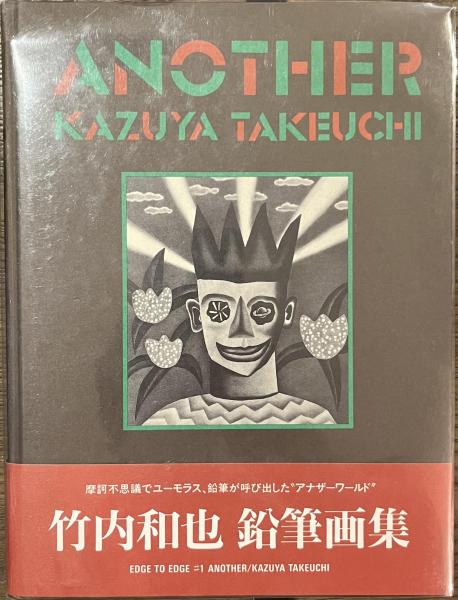 ANOTHER
KAZUYA TAKEUCHI
摩訶不思議でユーモラス、鉛筆が呼び出した“アナザーワールド”
竹内和也 鉛筆画集
EDGE TO EDGE #1 ANOTHER/KAZUYA TAKEUCHI